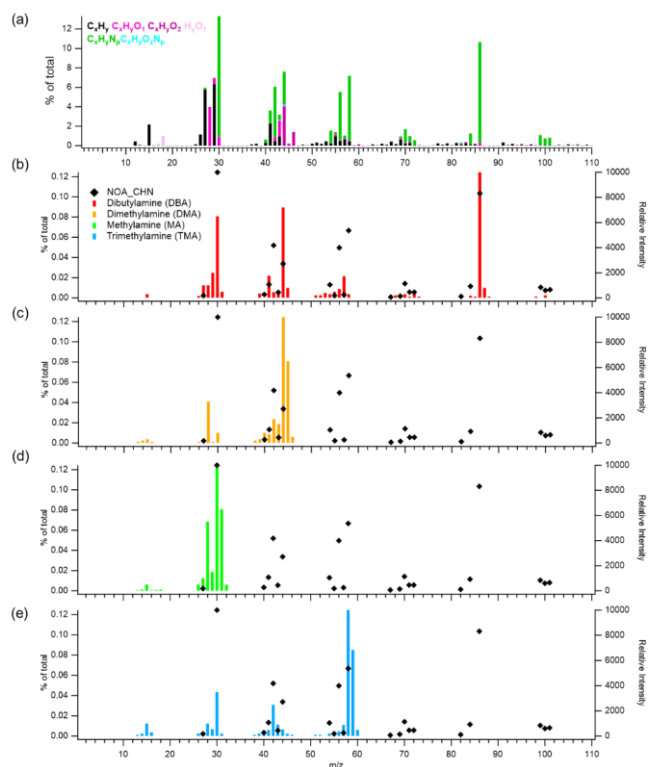 (a)
CxHy CxHyO1 CxHyO2 H2O1
CxHyNp CxHyOzNp
% of total
12
10
8
6
4
2
0
10 20 30 40 50 60 70 80 90 100 110
(b)
NOA_CHN
Dibutylamine (DBA)
Dimethylamine (DMA)
Methylamine (MA)
Trimethylamine (TMA)
% of total
0.12
0.10
0.08
0.06
0.04
0.02
0.00
10000
8000
6000
4000
2000
0
Relative Intensity
(c)
% of total
0.12
0.10
0.08
0.06
0.04
0.02
0.00
10000
8000
6000
4000
2000
0
Relative Intensity
(d)
% of total
0.12
0.10
0.08
0.06
0.04
0.02
0.00
10000
8000
6000
4000
2000
0
Relative Intensity
(e)
% of total
0.12
0.10
0.08
0.06
0.04
0.02
0.00
10000
8000
6000
4000
2000
0
Relative Intensity
10 20 30 40 50 60 70 80 90 100 110
m/z